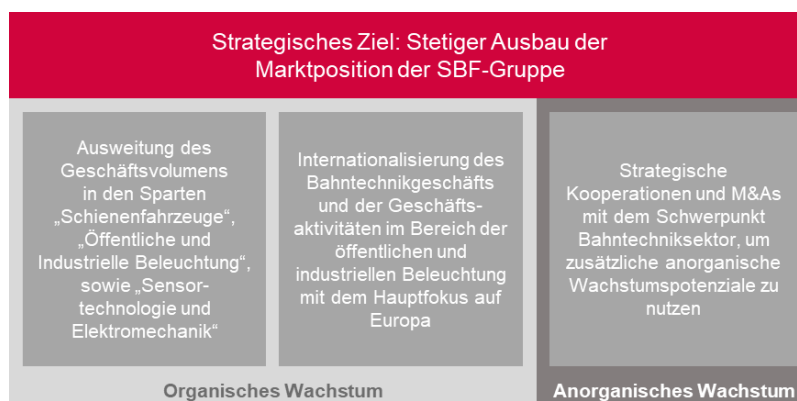 Strategisches Ziel: Stetiger Ausbau der
Marktposition der SBF-Gruppe
Ausweitung des
Geschäftsvolumens
in den Sparten
„Schienenfahrzeuge“,
„Öffentliche und
Industrielle Beleuchtung“,
sowie „Sensor-
technologie und
Elektromechanik“
Internationalisierung des
Bahntechnikgeschäfts
und der Geschäfts-
aktivitäten im Bereich der
öffentlichen und
industriellen Beleuchtung
mit dem Hauptfokus auf
Europa
Strategische
Kooperationen und M&As
mit dem Schwerpunkt
Bahntechniksektor, um
zusätzliche anorganische
Wachstumspotenziale zu
nutzen
Organisches Wachstum
Anorganisches Wachstum